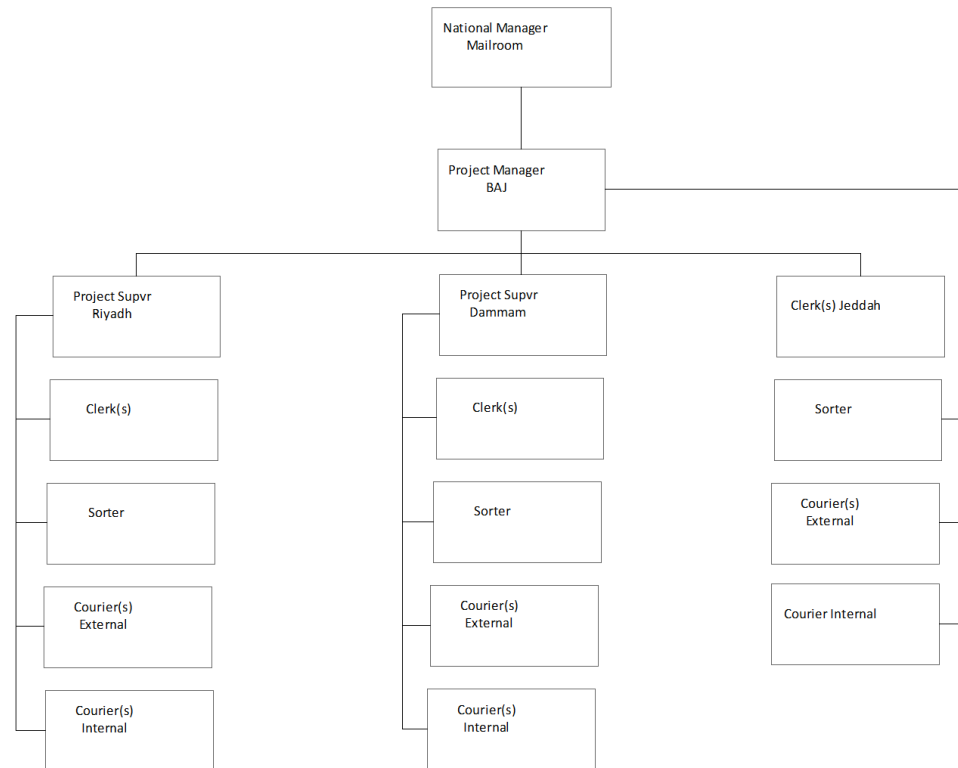 National Manager
Mailroom
Project Manager
BAJ
Project Supvr
Riyadh
Project Supvr
Dammam
Clerk(s) Jeddah
Clerk(s)
Clerk(s)
Sorter
Sorter
Sorter
Courier(s)
External
Courier(s)
External
Courier(s)
External
Courier Internal
Courier(s)
Internal
Courier(s)
Internal